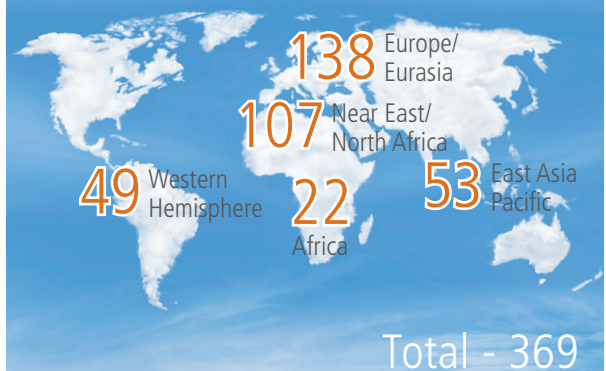 138 Europe/
Eurasia
107 Near East/
North Africa
49 Western
Hemisphere
22
Africa
53 East Asia
Pacific
Total - 369